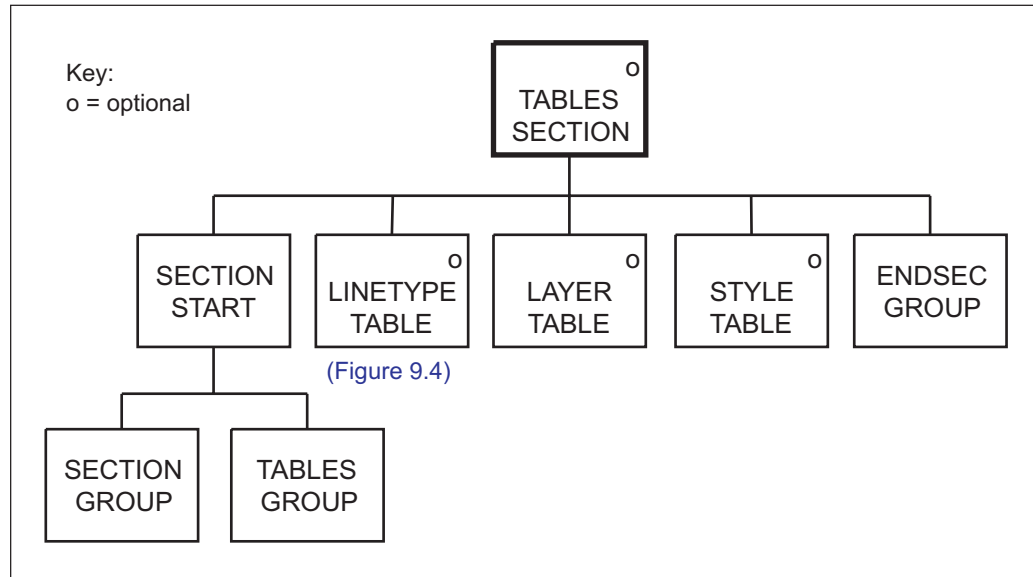 Key:
o = optional
o
TABLES
SECTION
SECTION
START
o
LINETYPE
TABLE
o
LAYER
TABLE
o
STYLE
TABLE
ENDSEC
GROUP
(Figure 9.4)
SECTION
GROUP
TABLES
GROUP